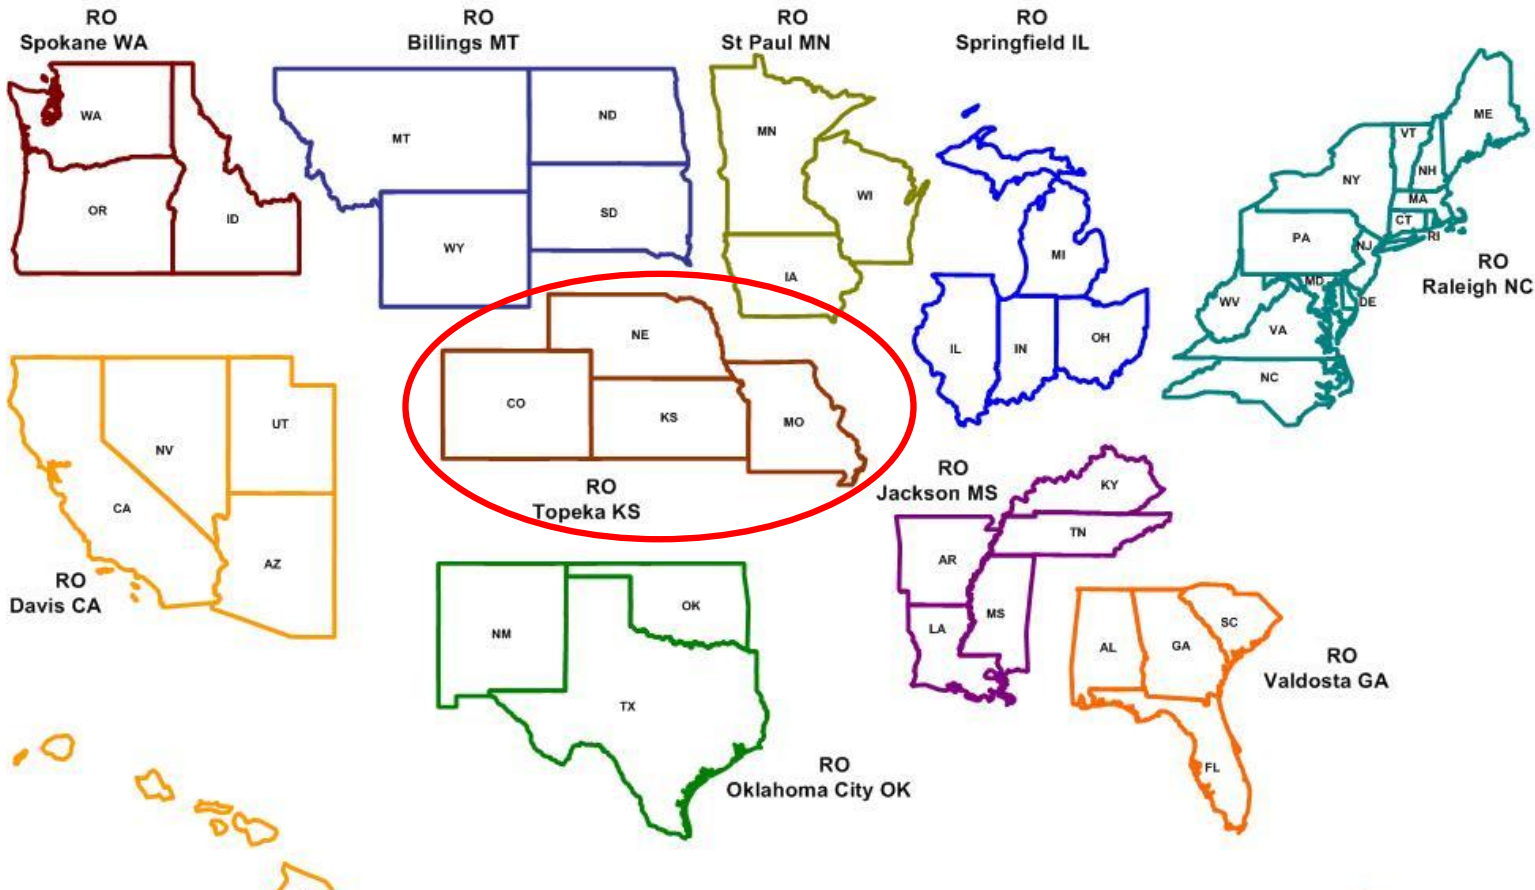 RO
Spokane WA
RO
Billings MT
RO
St Paul MN
RO
Springfield IL
WA
OR
ID
MT
ND
SD
WY
MN
WI
IA
MI
IL
IN
OH
ME
VT
NH
NY
MA
CT
RI
PA
NJ
MD
DE
WV
VA
NC
RO
Raleigh NC
NE
CO
KS
MO
RO
Topeka KS
UT
NV
CA
AZ
RO
Davis CA
RO
Jackson MS
KY
TN
AR
MS
LA
OK
NM
TX
RO
Oklahoma City OK
SC
AL
GA
FL
RO
Valdosta GA